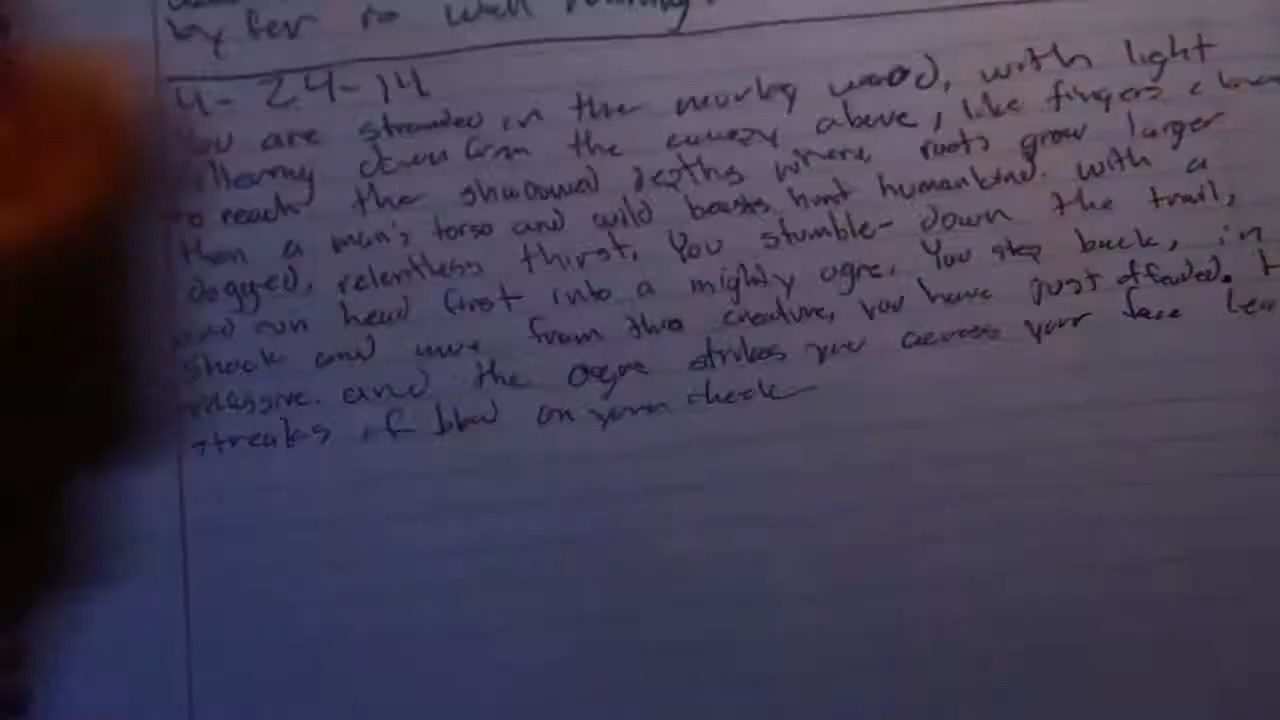 by far
4-24-14
You are stranded in the murky wood, with light
down from the canopy above, like fingers
to reach the shadowed depths where roots grow larger
than a man's torso and wild beasts hunt humankind. with a
dogged, relentless thirst. You stumble- down the trail,
and run head first into a mighty ogre. You step back, in
shock and awe from this creature, you have just offended.
massive. and the ogre strikes you across your face
streaks of blood on your cheek